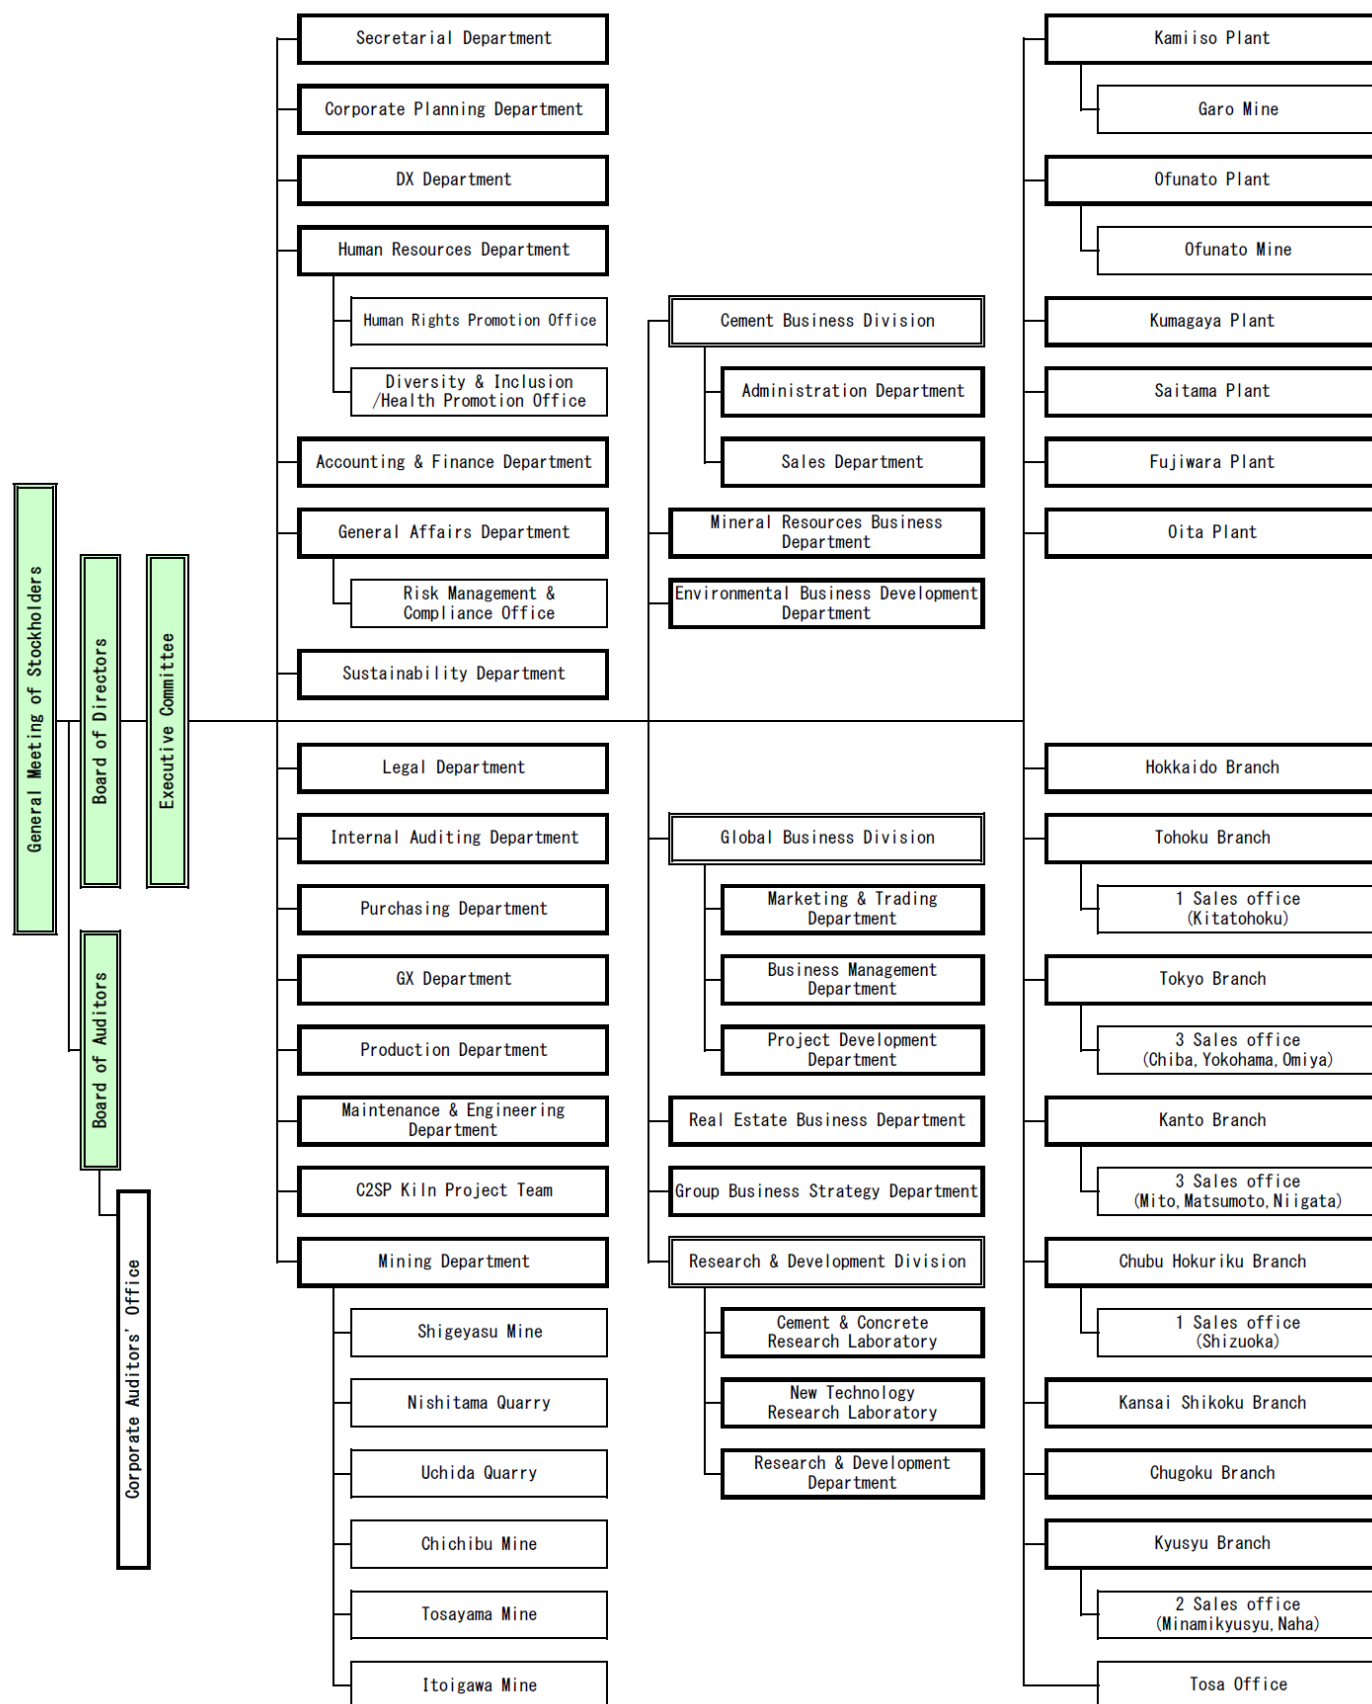 General Meeting of Stockholders
Board of Directors
Executive Committee
Board of Auditors
Corporate Auditors' Office
Secretarial Department
Corporate Planning Department
DX Department
Human Resources Department
Human Rights Promotion Office
Diversity & Inclusion
/Health Promotion Office
Accounting & Finance Department
General Affairs Department
Risk Management &
Compliance Office
Sustainability Department
Legal Department
Internal Auditing Department
Purchasing Department
GX Department
Production Department
Maintenance & Engineering
Department
C2SP Kiln Project Team
Mining Department
Shigeyasu Mine
Nishitama Quarry
Uchida Quarry
Chichibu Mine
Tosayama Mine
Itoigawa Mine
Cement Business Division
Administration Department
Sales Department
Mineral Resources Business
Department
Environmental Business Development
Department
Global Business Division
Marketing & Trading
Department
Business Management
Department
Project Development
Department
Real Estate Business Department
Group Business Strategy Department
Research & Development Division
Cement & Concrete
Research Laboratory
New Technology
Research Laboratory
Research & Development
Department
Kamiiso Plant
Garo Mine
Ofunato Plant
Ofunato Mine
Kumagaya Plant
Saitama Plant
Fujiwara Plant
Oita Plant
Hokkaido Branch
Tohoku Branch
1 Sales office
(Kitatohoku)
Tokyo Branch
3 Sales office
(Chiba,Yokohama,Omiya)
Kanto Branch
3 Sales office
(Mito,Matsumoto,Niigata)
Chubu Hokuriku Branch
1 Sales office
(Shizuoka)
Kansai Shikoku Branch
Chugoku Branch
Kyusyu Branch
2 Sales office
(Minamikyusyu,Naha)
Tosa Office